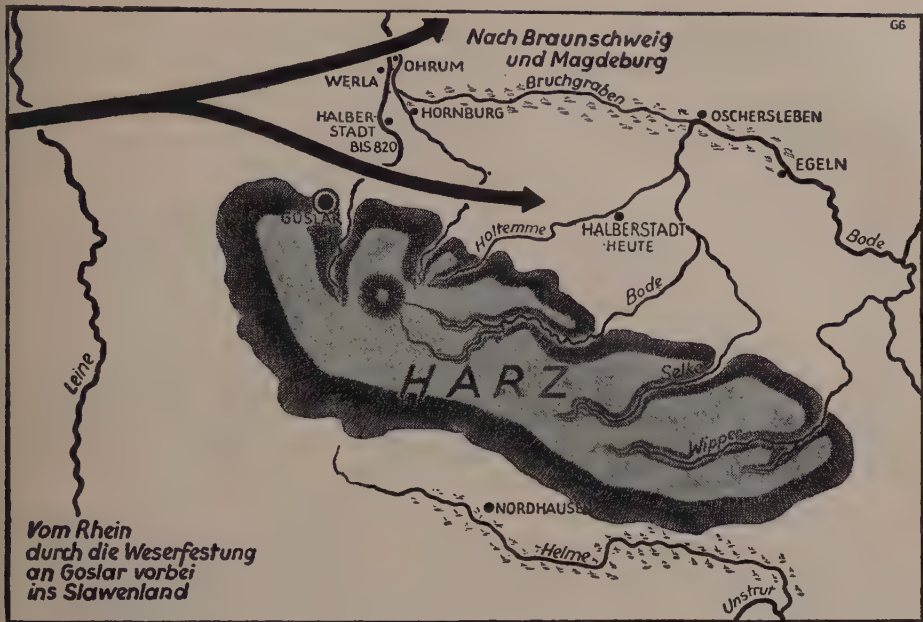 G6
Nach Braunschweig
und Magdeburg
OHRUM
WERLA
Bruchgraben
HORNBURG
HALBER-
STADT
BIS 820
OSCHERSLEBEN
EGELN
GOSLAR
Holtemme
HALBERSTADT
HEUTE
Bode
Bode
Leine
HARZ
Selke
Wipper
NORDHAUSE
Helme
Unstrut
Vom Rhein
durch die Weserfestung
an Goslar vorbei
ins Slawenland